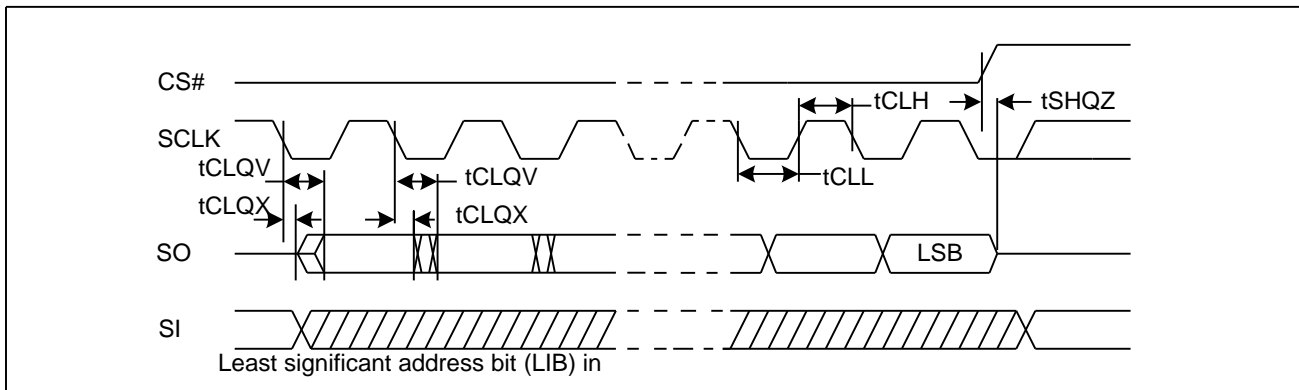 CS#
tCLH
tSHQZ
SCLK
tCLQV
tCLQV
tCLL
tCLQX
tCLQX
SO
LSB
SI
Least significant address bit (LIB) in